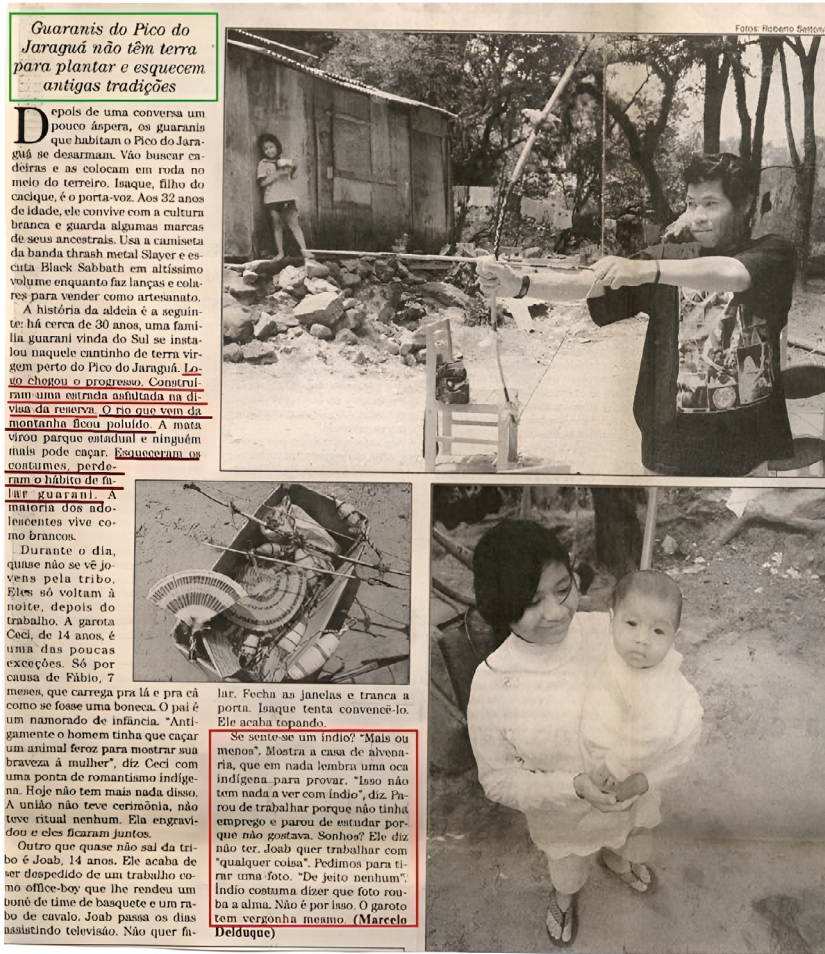 Guaranis do Pico do
Jaraguá não têm terra
para plantar e esquecem
antigas tradições
Fotos: Roberto Setton
Depois de uma conversa um
pouco áspera, os guaranis
que habitam o Pico do Jara-
guá se desarmam. Vão buscar ca-
deiras e as colocam em roda no
meio do terreiro. Isaque, filho do
cacique, é o porta-voz. Aos 32 anos
de idade, ele convive com a cultura
branca e guarda algumas marcas
de seus ancestrais. Usa a camiseta
da banda thrash metal Slayer e es-
cuta Black Sabbath em altíssimo
volume enquanto faz lanças e cola-
res para vender como artesanato.
A história da aldeia é a seguin-
te: há cerca de 30 anos, uma famí-
lia guarani vinda do Sul se insta-
lou naquele cantinho de terra vir-
gem perto do Pico do Jaraguá. Lo-
go chegou o progresso. Construí-
ram uma estrada asfaltada na di-
visa da reserva. O rio que vem da
montanha ficou poluído. A mata
virou parque estadual e ninguém
mais pode caçar. Esqueceram os
costumes, perde-
ram o hábito de fa-
lar guarani. A
maioria dos ado-
lescentes vive co-
mo brancos.
Durante o dia,
quase não se vê jo-
vens pela tribo.
Eles só voltam à
noite, depois do
trabalho. A garota
Ceci, de 14 anos, é
uma das poucas
exceções. Só por
causa de Fábio, 7
meses, que carrega pra lá e pra cá
como se fosse uma boneca. O pai é
um namorado de infância. "Anti-
gamente o homem tinha que caçar
um animal feroz para mostrar sua
braveza à mulher", diz Ceci com
uma ponta de romantismo indíge-
na. Hoje não tem mais nada disso.
A união não teve cerimônia, não
teve ritual nenhum. Ela engravi-
dou e eles ficaram juntos.
Outro que quase não sai da tri-
bo é Joab, 14 anos. Ele acaba de
ser despedido de um trabalho co-
mo office-boy que lhe rendeu um
boné de time de basquete e um ra-
bo de cavalo. Joab passa os dias
assistindo televisão. Não quer fa-
lar. Fecha as janelas e tranca a
porta. Isaque tenta convencê-lo.
Ele acaba topando.
Se sente-se um índio? "Mais ou
menos". Mostra a casa de alvena-
ria, que em nada lembra uma oca
indígena para provar. "Isso não
tem nada a ver com índio", diz. Pa-
rou de trabalhar porque não tinha
emprego e parou de estudar por-
que não gostava. Sonhos? Ele diz
não ter. Joab quer trabalhar com
"qualquer coisa". Pedimos para ti-
rar uma foto. "De jeito nenhum".
Índio costuma dizer que foto rou-
ba a alma. Não é por isso. O garoto
tem vergonha mesmo. (Marcelo
Delduque)